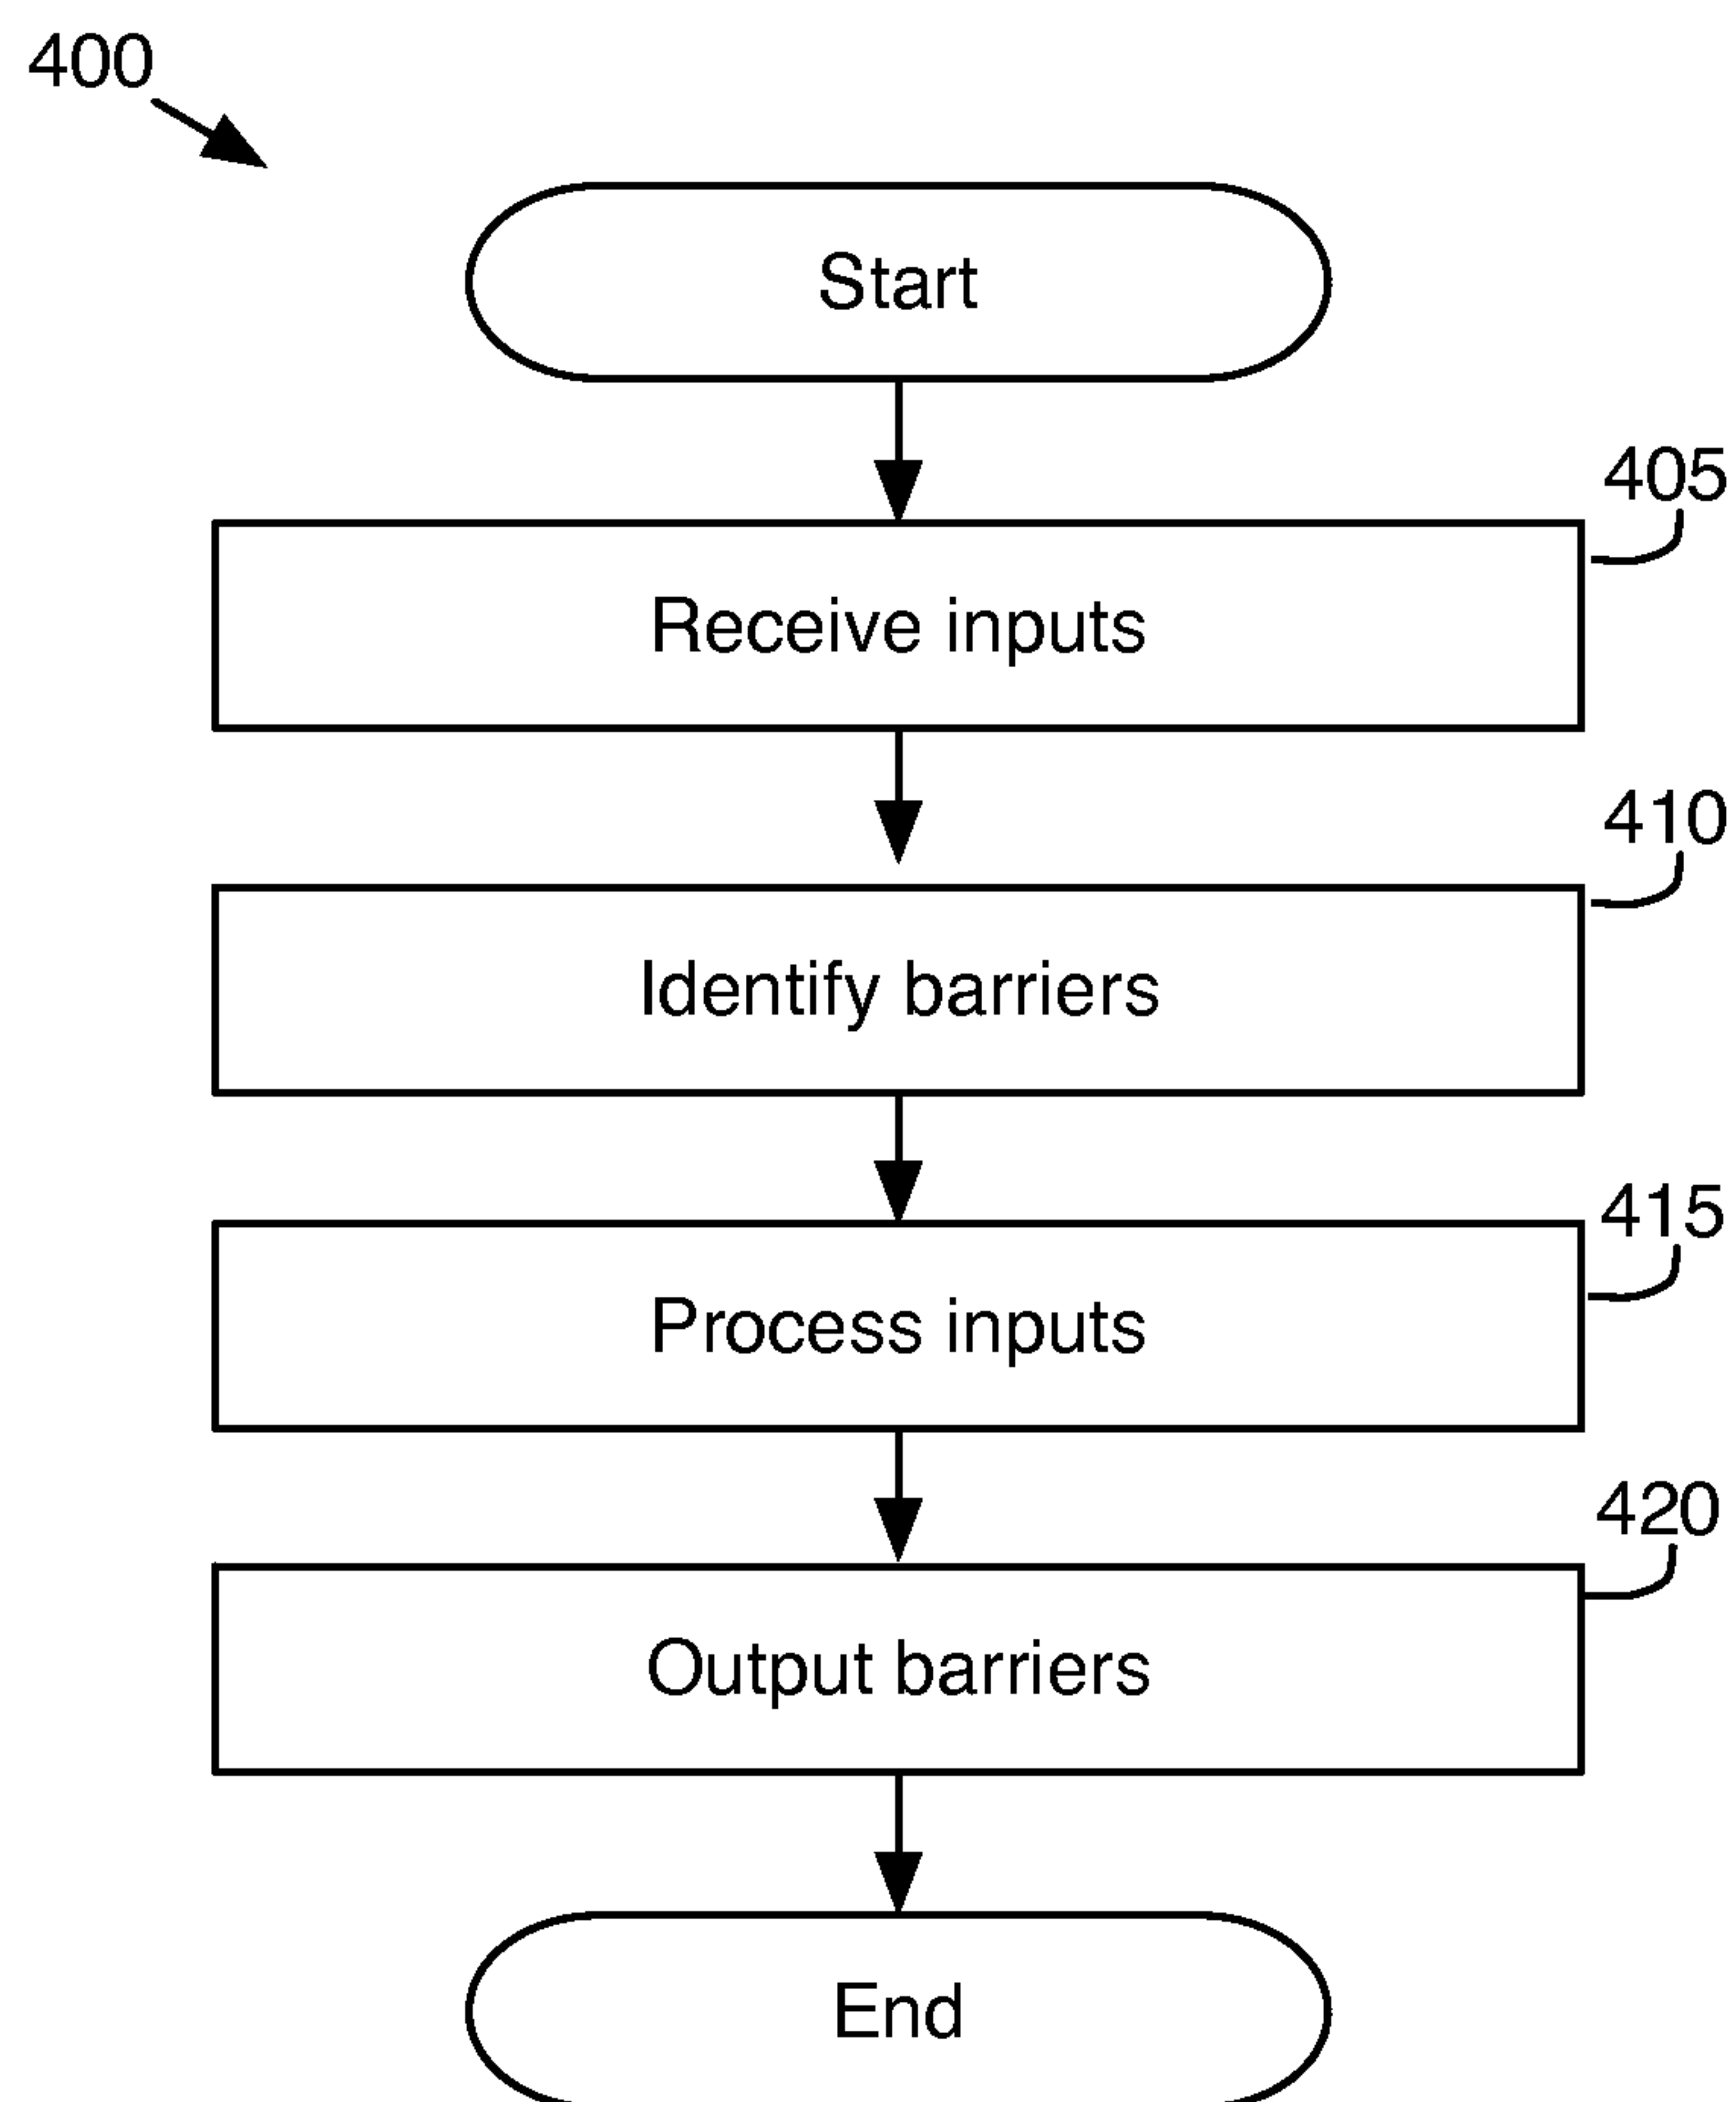 400
Start
405
Receive inputs
410
Identify barriers
415
Process inputs
420
Output barriers
End